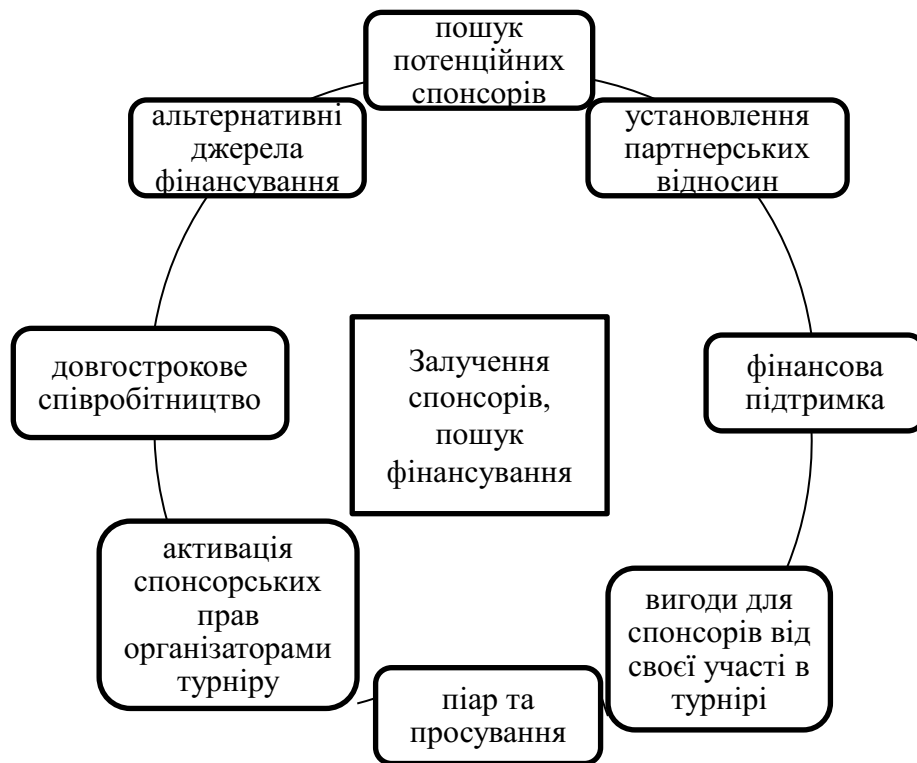 пошук
потенційних
спонсорів
установлення
партнерських
відносин
фінансова
підтримка
вигоди для
спонсорів від
своєї участі в
турнірі
піар та
просування
активація
спонсорських
прав
організаторами
турніру
довгострокове
співробітництво
альтернативні
джерела
фінансування
Залучення
спонсорів,
пошук
фінансування